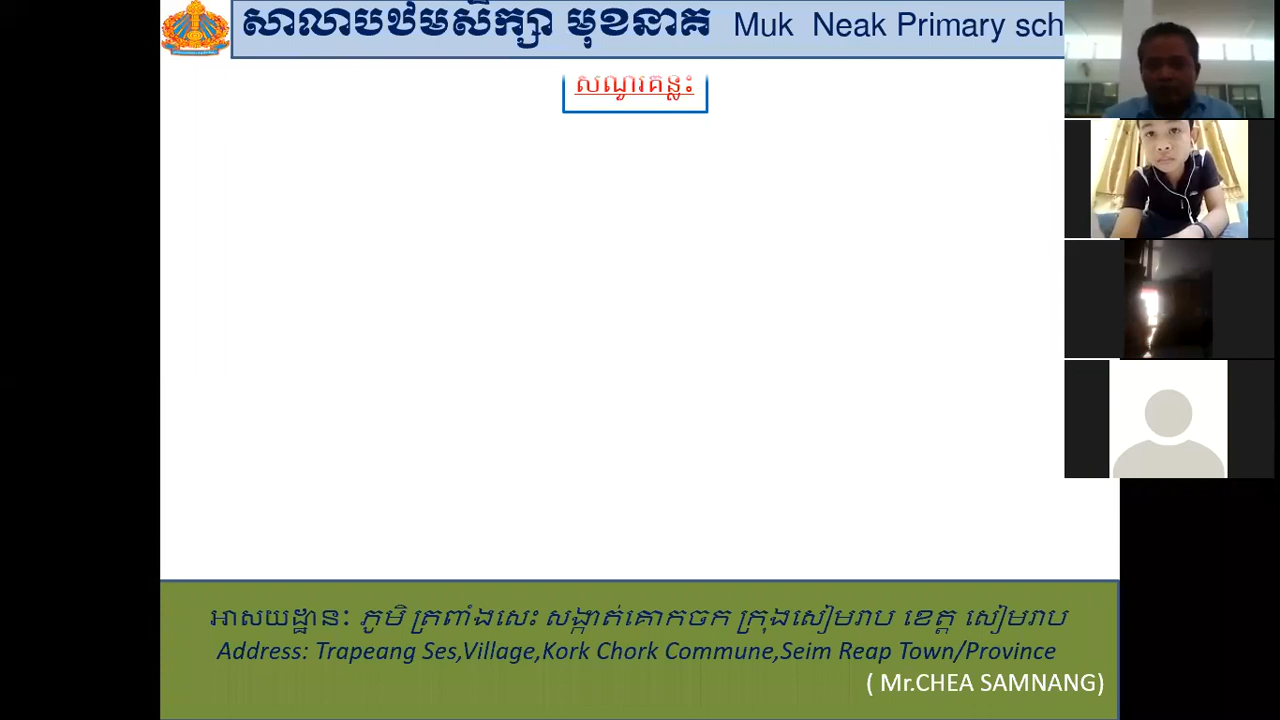 សាលាបឋមសិក្សា មុខនាគ Muk Neak Primary sch
សណួរគន្លះ
អាសយដ្ឋានៈ ភូមិ ត្រពាំងសេះ សង្កាត់គោកចក ក្រុងសៀមរាប ខេត្ត សៀមរាប
Address: Trapeang Ses,Village,Kork Chork Commune,Seim Reap Town/Province
( Mr.CHEA SAMNANG)